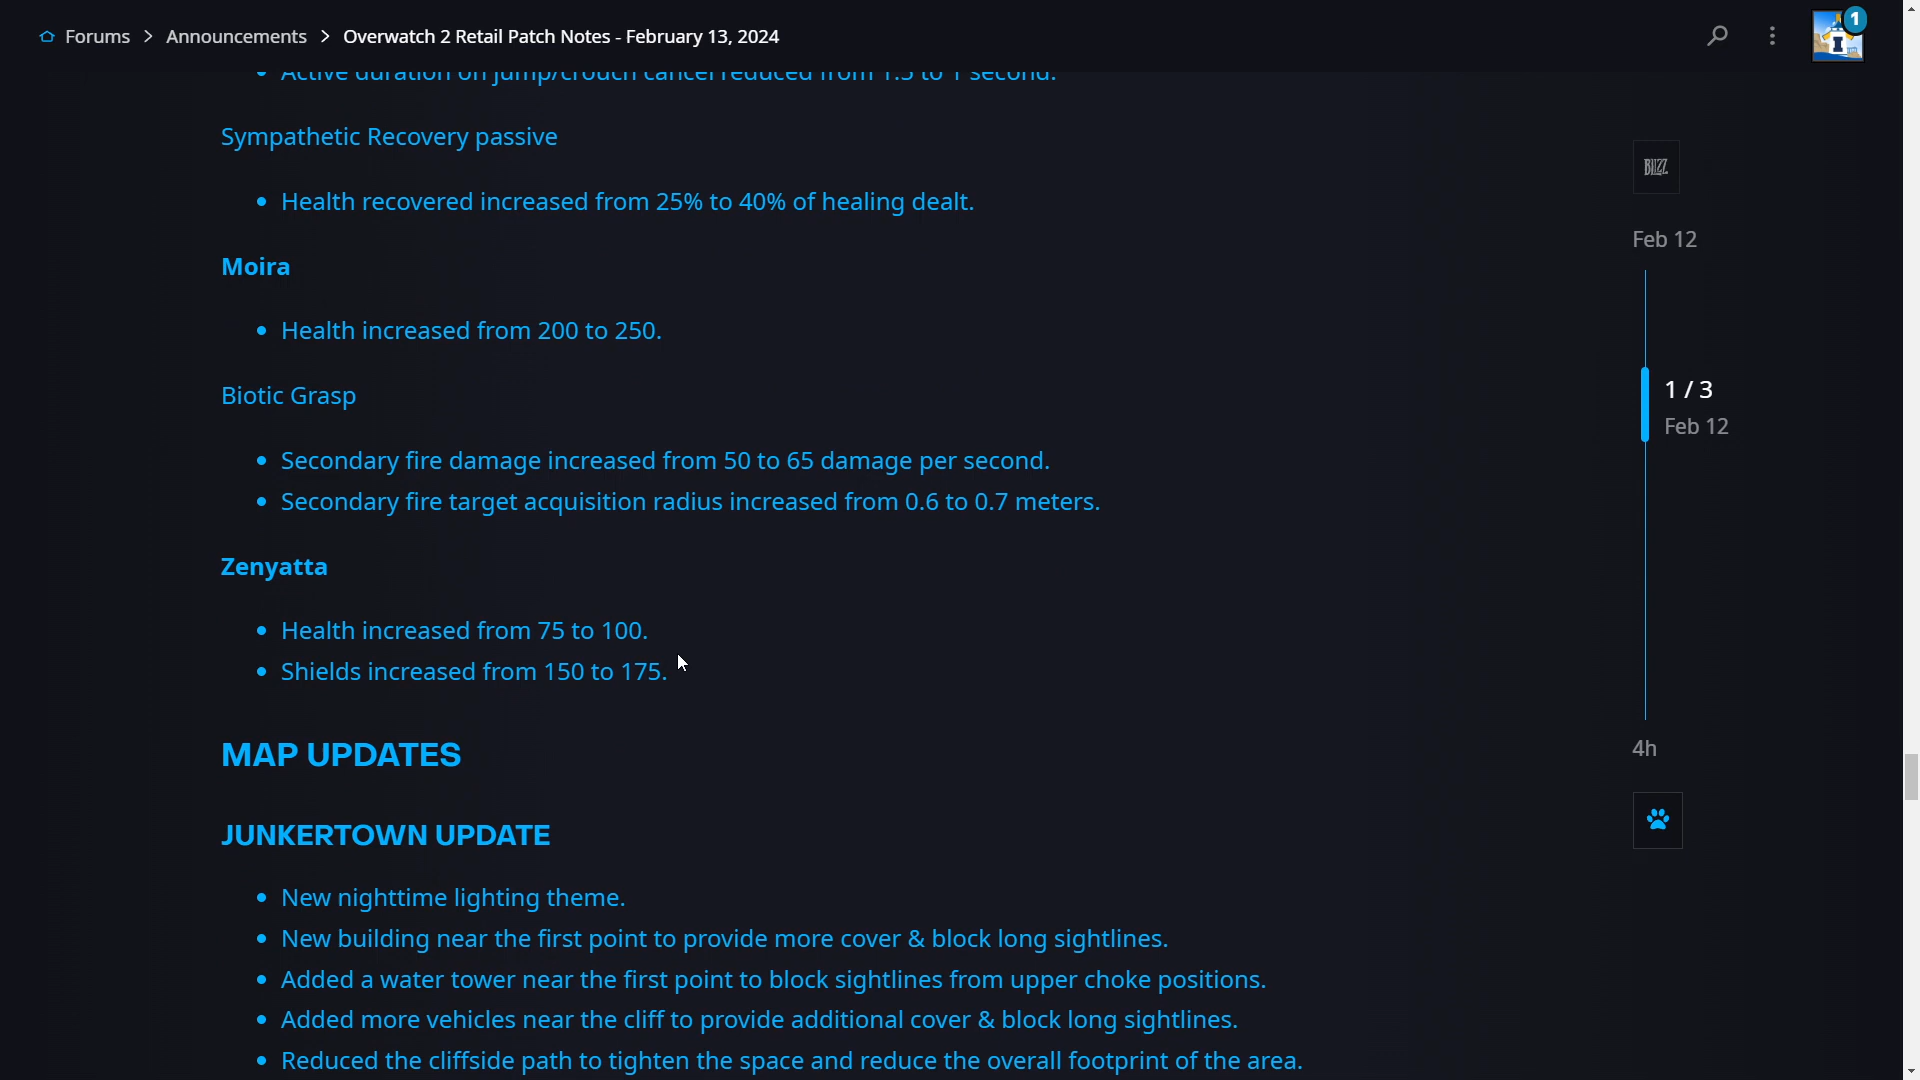 Forums > Announcements > Overwatch 2 Retail Patch Notes - February 13, 2024
1
• Active duration on jump/crouch cancel reduced from 1.5 to 1 second.
Sympathetic Recovery passive
BLIZZ
• Health recovered increased from 25% to 40% of healing dealt.
Feb 12
Moira
• Health increased from 200 to 250.
Biotic Grasp
1 / 3
Feb 12
• Secondary fire damage increased from 50 to 65 damage per second.
• Secondary fire target acquisition radius increased from 0.6 to 0.7 meters.
Zenyatta
• Health increased from 75 to 100.
• Shields increased from 150 to 175.
MAP UPDATES
4h
JUNKERTOWN UPDATE
• New nighttime lighting theme.
• New building near the first point to provide more cover & block long sightlines.
• Added a water tower near the first point to block sightlines from upper choke positions.
• Added more vehicles near the cliff to provide additional cover & block long sightlines.
• Reduced the cliffside path to tighten the space and reduce the overall footprint of the area.